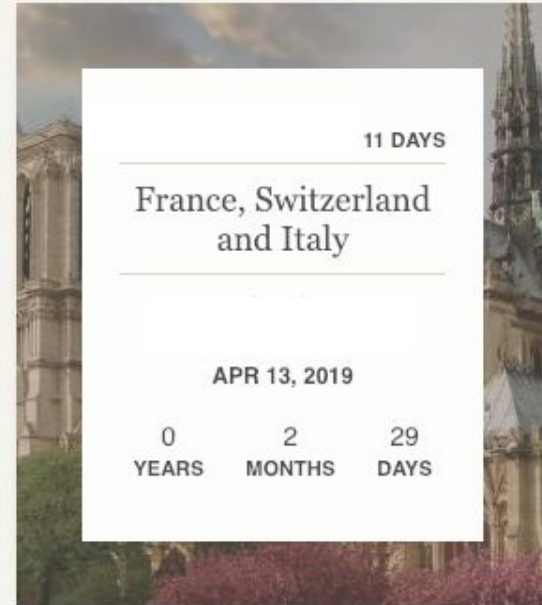 11 DAYS
France, Switzerland
and Italy
APR 13, 2019
0 2 29
YEARS MONTHS DAYS